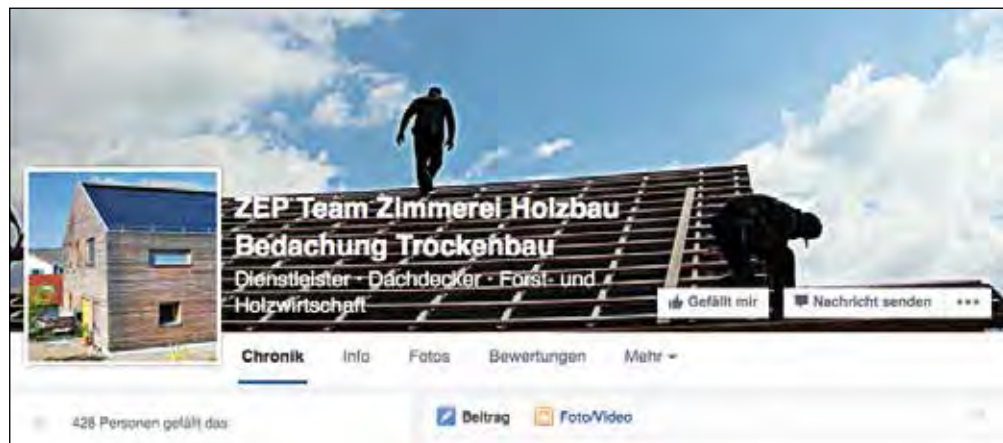 ZEP Team Zimmerei Holzbau
Bedachung Trockenbau
Dienstleister · Dachdecker · Forst- und
Holzwirtschaft
Gefällt mir
Nachricht senden
Chronik Info Fotos Bewertungen Mehr
428 Personen gefällt das
Beitrag Foto/Video